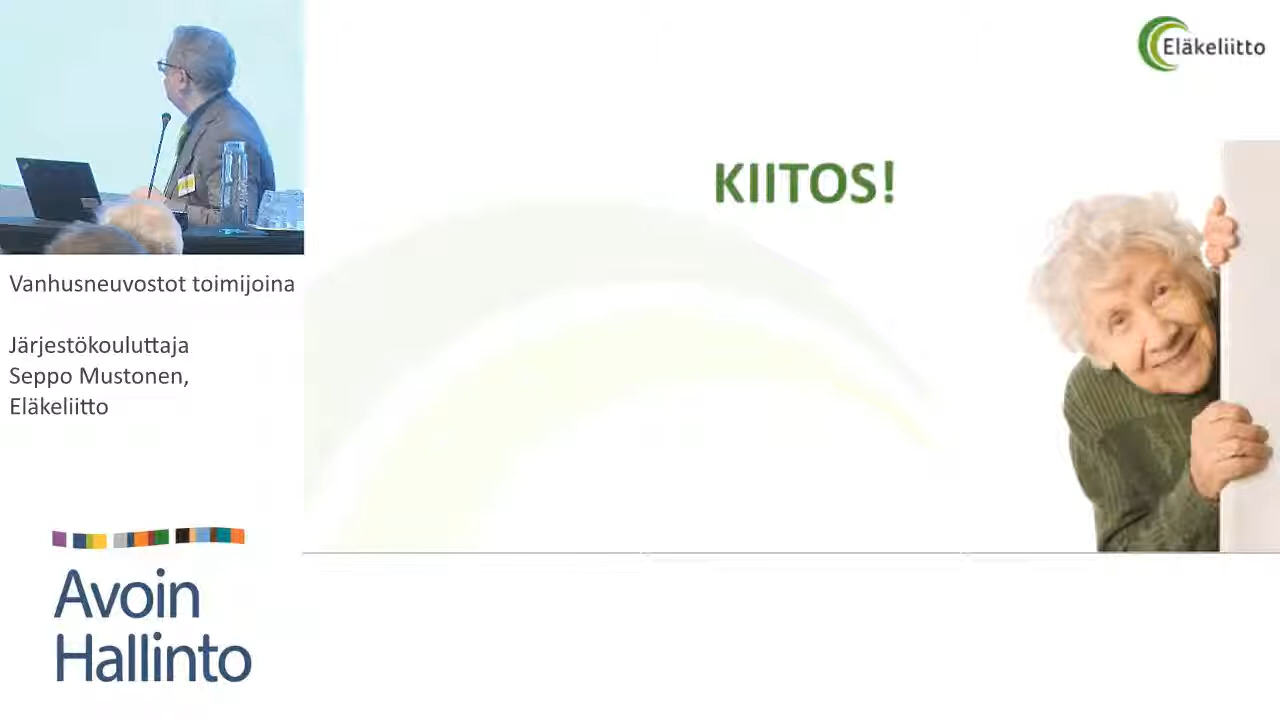 Eläkeliitto
KIITOS!
Vanhusneuvostot toimijoina
Järjestökouluttaja
Seppo Mustonen,
Eläkeliitto
Avoin
Hallinto